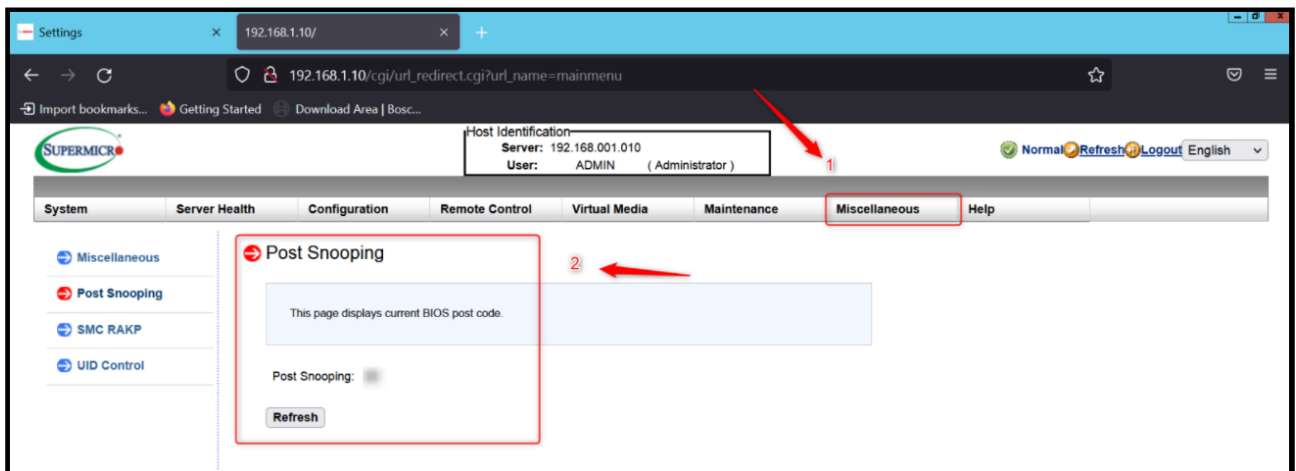 Settings
192.168.1.10/
192.168.1.10/cgi/url_redirect.cgi?url_name=mainmenu
Import bookmarks... Getting Started Download Area | Bosc...
SUPERMICR
Host Identification
Server: 192.168.001.010
User: ADMIN ( Administrator )
Normal Refresh Logout English
1
System Server Health Configuration Remote Control Virtual Media Maintenance Miscellaneous Help
Miscellaneous
Post Snooping
SMC RAKP
UID Control
Post Snooping
2
This page displays current BIOS post code.
Post Snooping:
Refresh